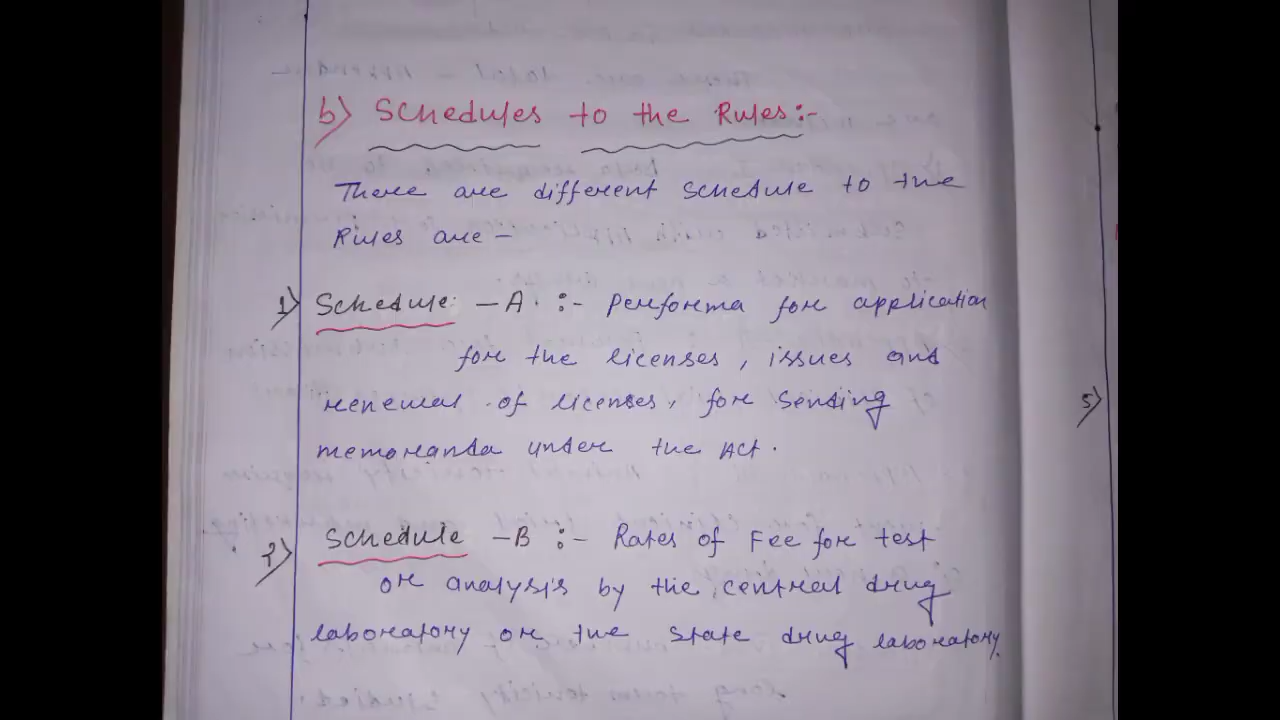 b) Schedules to the Rules:-
There are different schedule to the
Rules are -
1) Schedule - A. :- Performa for application
for the licenses, issues and
renewal of licenses, for sending
memoranda under the Act.
2) Schedule - B :- Rates of Fee for test
or analysis by the central drug
laboratory or the state drug laboratory.
5)